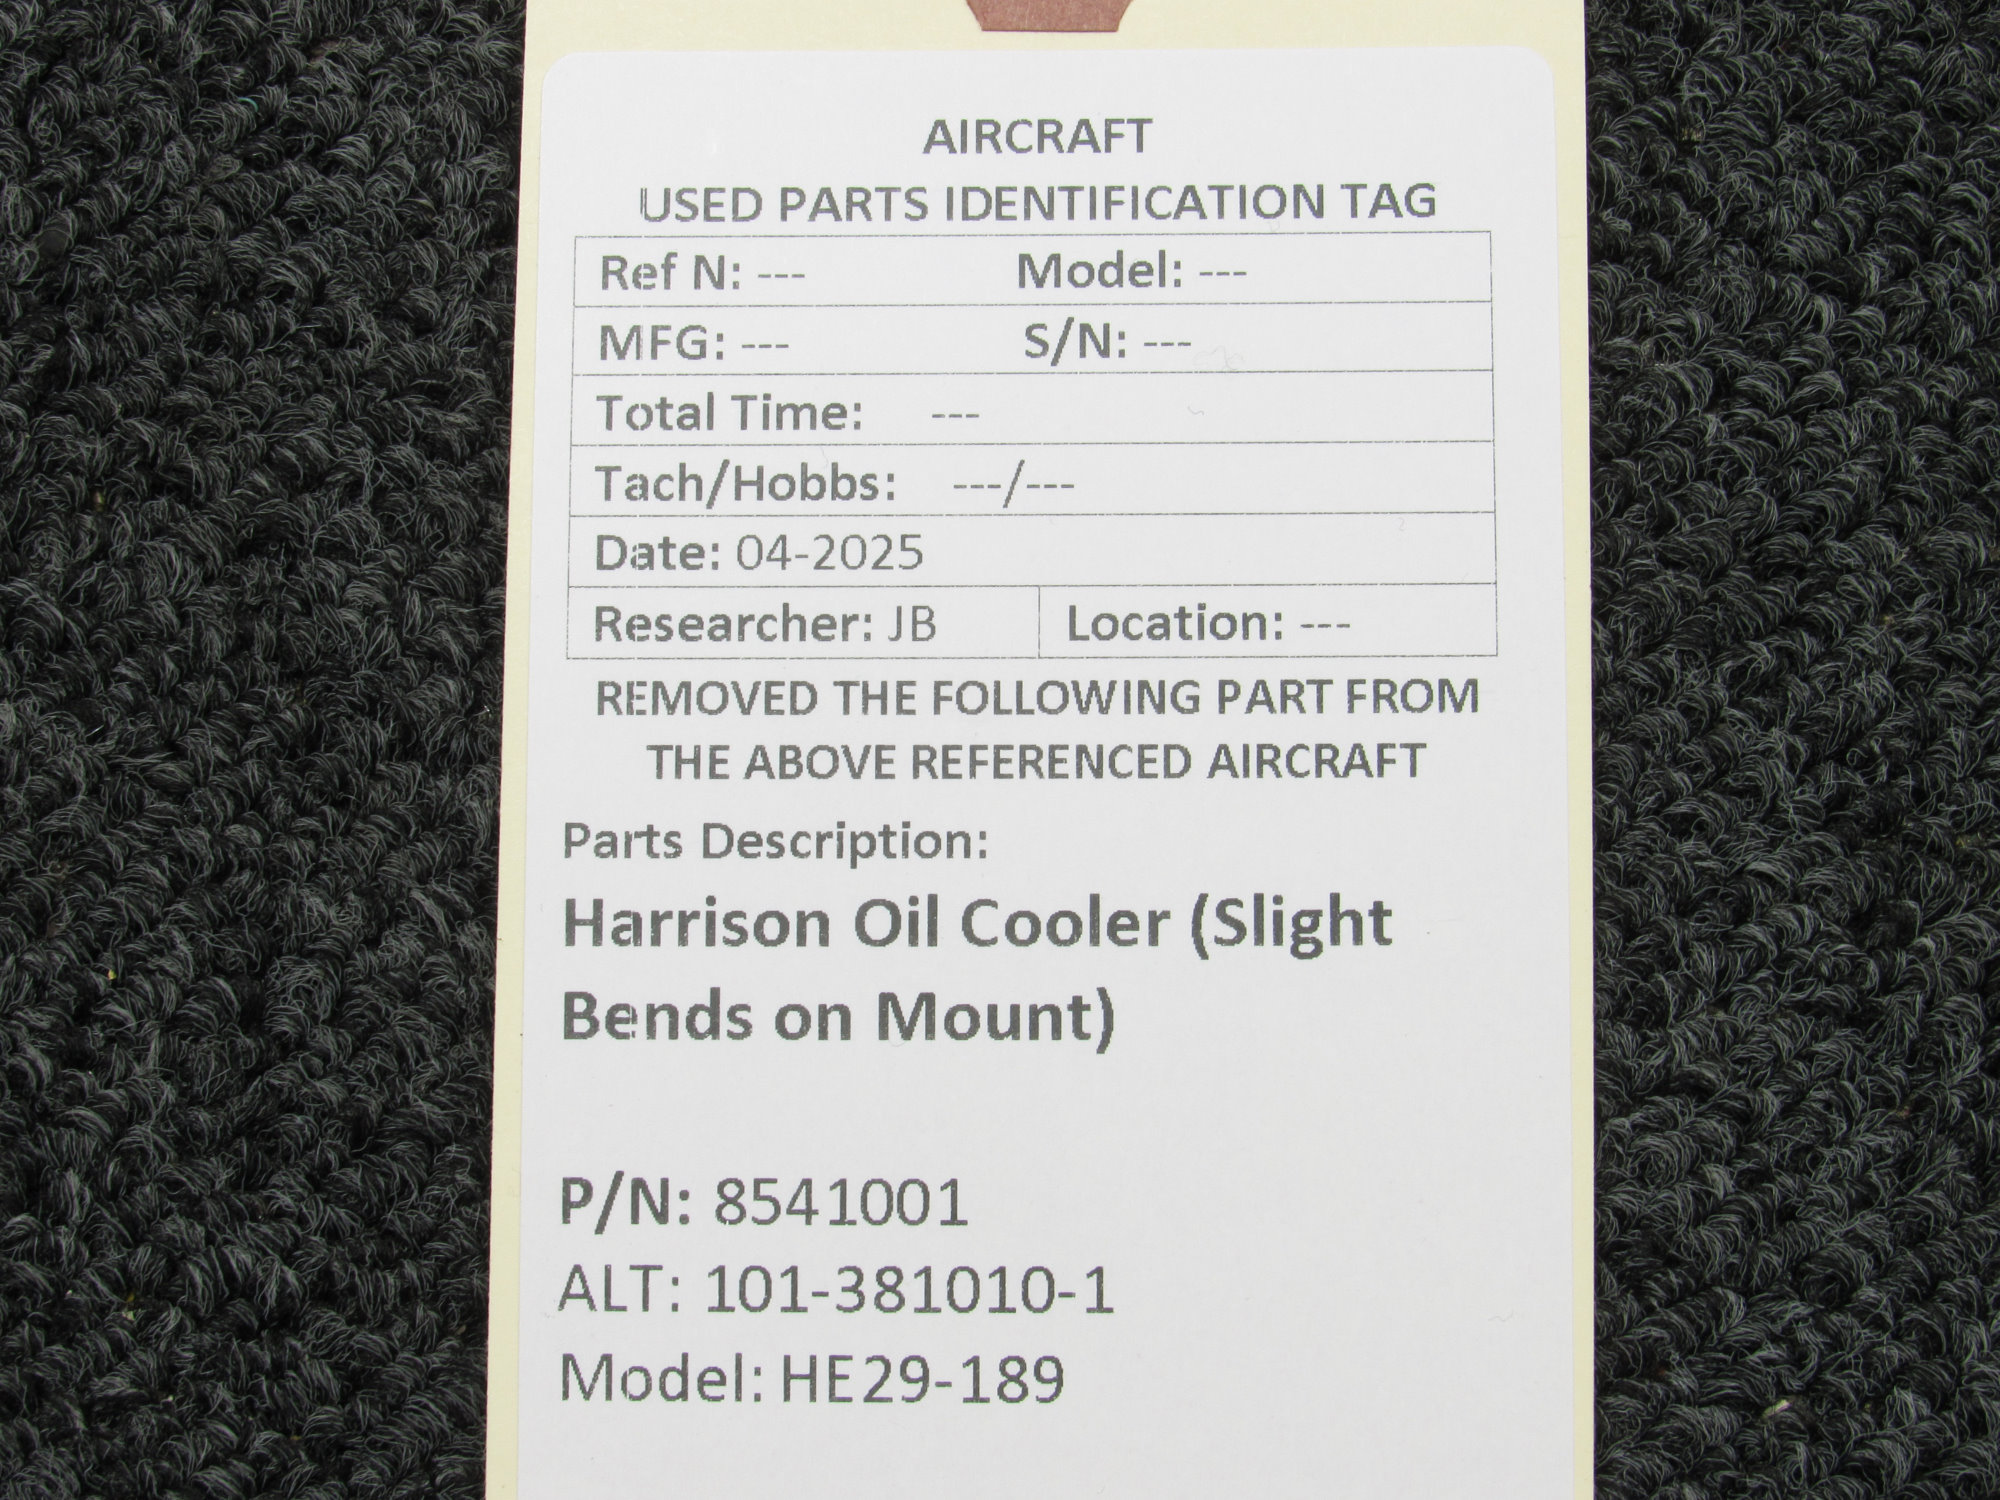 AIRCRAFT
USED PARTS IDENTIFICATION TAG
Ref N: --- Model: ---
MFG: --- S/N: ---
Total Time: ---
Tach/Hobbs: ---/---
Date: 04-2025
Researcher: JB Location: ---
REMOVED THE FOLLOWING PART FROM
THE ABOVE REFERENCED AIRCRAFT
Parts Description:
Harrison Oil Cooler (Slight
Bends on Mount)
P/N: 8541001
ALT: 101-381010-1
Model: HE29-189